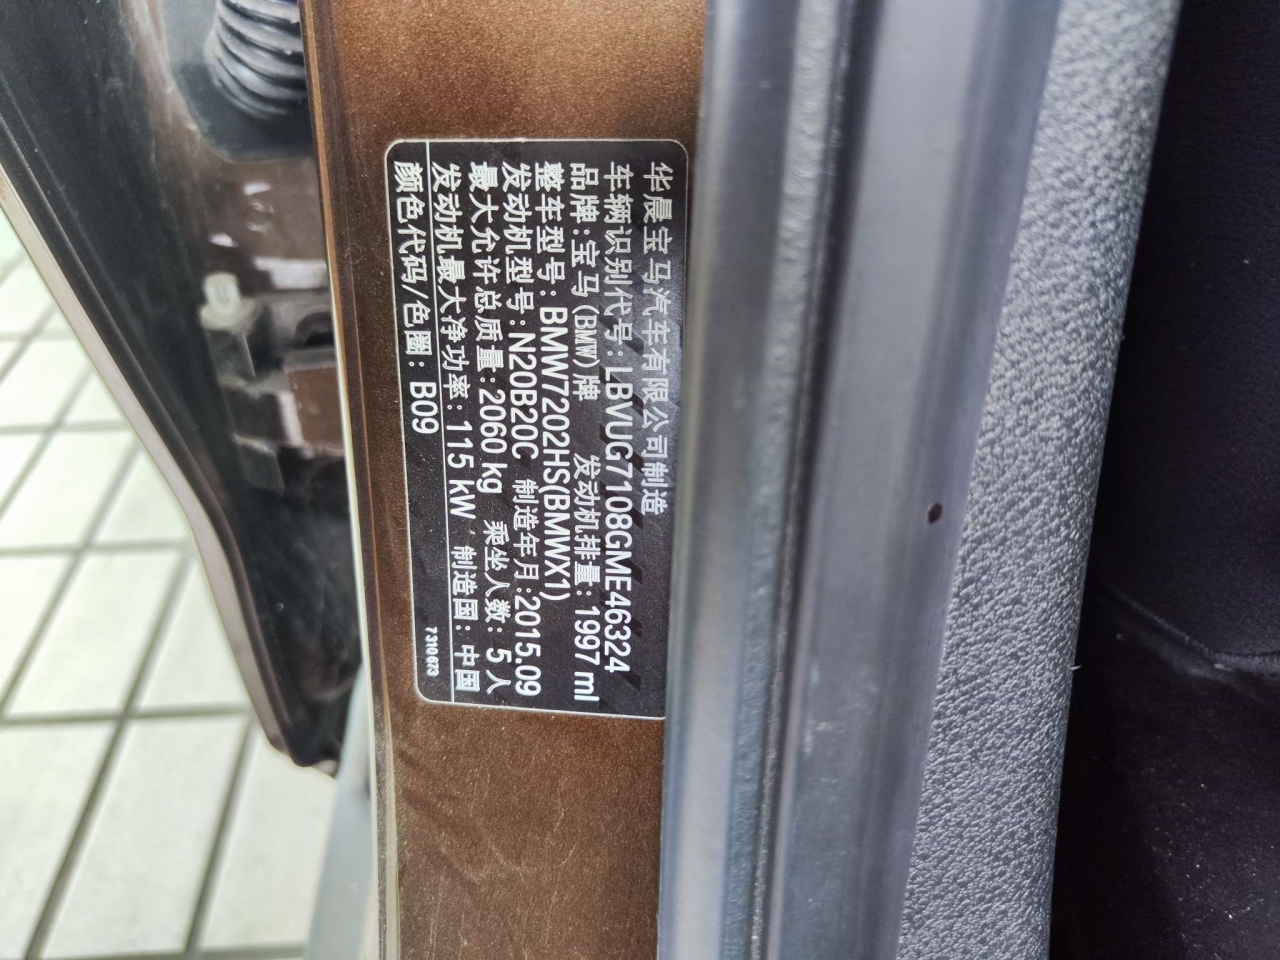 华晨宝马汽车有限公司制造
车辆识别代号:LBVUG7108GME46324
品牌:宝马(BMW)牌 发动机排量:1997 ml
整车型号:BMW7202HS(BMWX1)
发动机型号:N20B20C 制造年月:2015.09
最大允许总质量:2060 kg 乘坐人数:5人
发动机最大净功率:115 kW 制造国:中国
颜色代码/色圈:B09 7 310 673